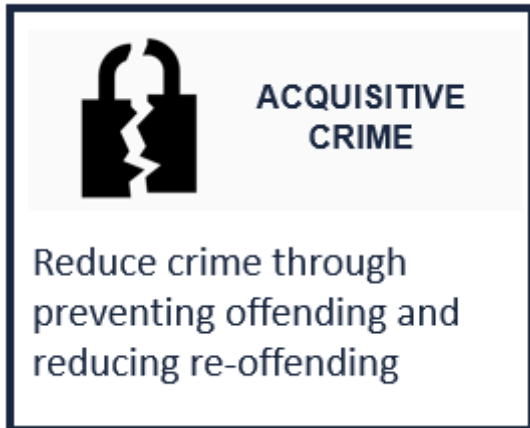 ACQUISITIVE
CRIME
Reduce crime through
preventing offending and
reducing re-offending